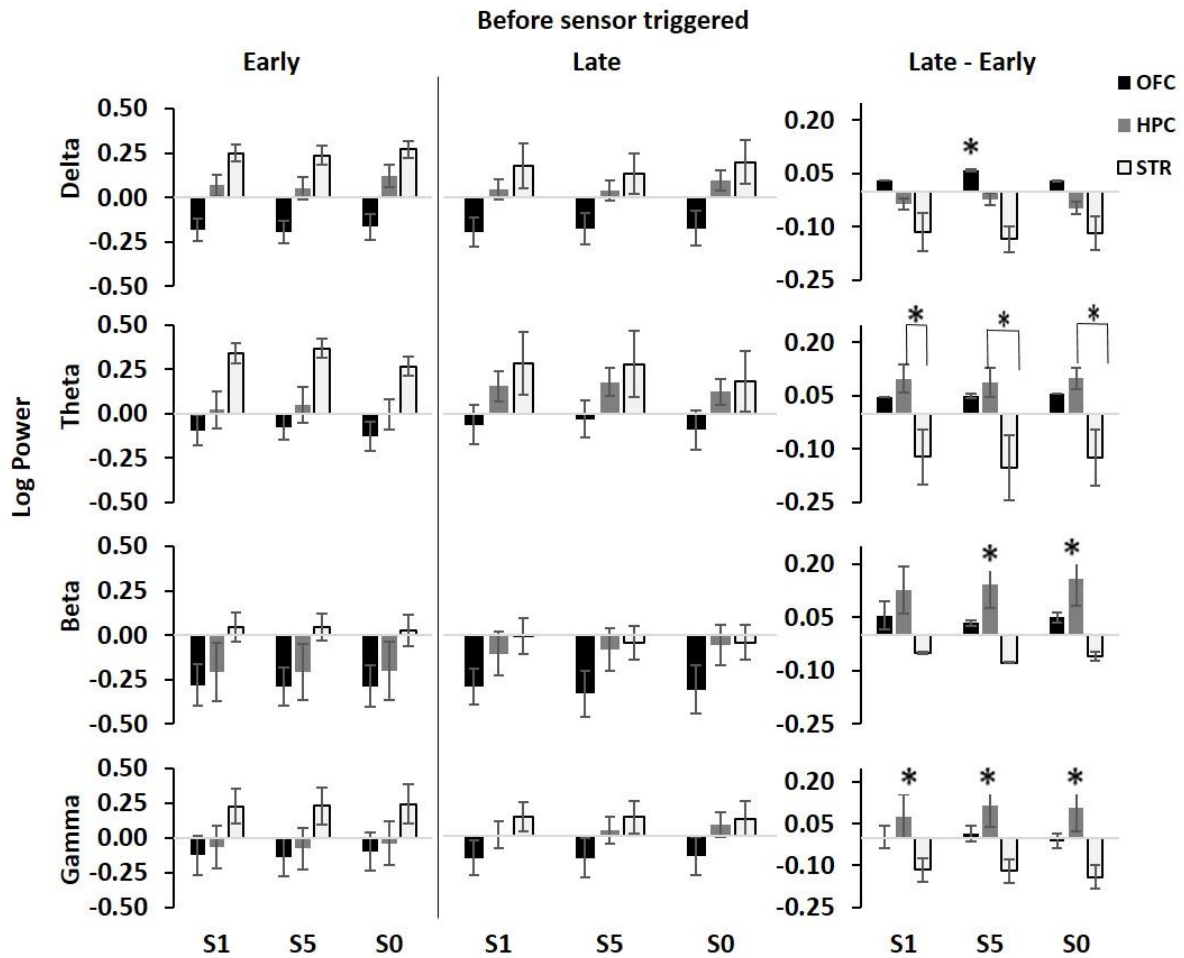 Before sensor triggered
Early Late Late - Early
OFC
HPC
STR
Log Power
Delta
0.50
0.25
0.00
-0.25
-0.50
0.20
0.05
-0.10
-0.25
*
Theta
0.50
0.25
0.00
-0.25
-0.50
0.20
0.05
-0.10
-0.25
* * *
Beta
0.50
0.25
0.00
-0.25
-0.50
0.20
0.05
-0.10
-0.25
* *
Gamma
0.50
0.25
0.00
-0.25
-0.50
0.20
0.05
-0.10
-0.25
* * *
S1 S5 S0 S1 S5 S0 S1 S5 S0